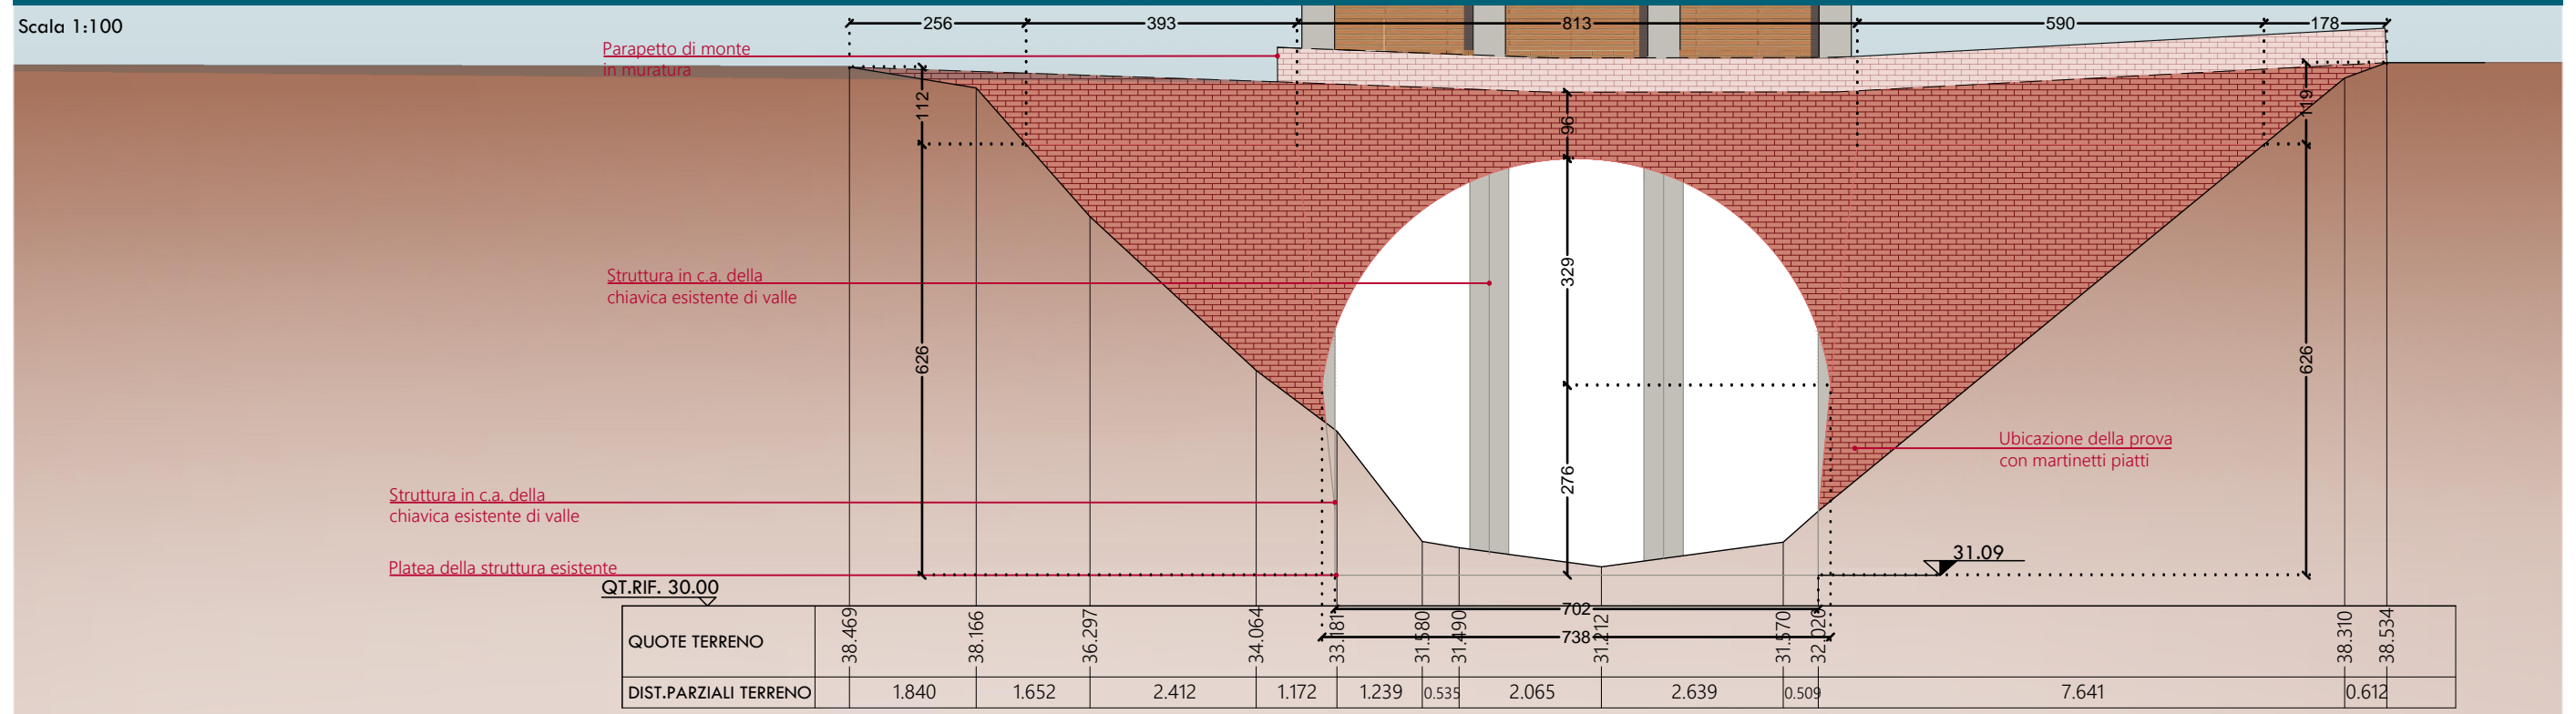 Scala 1:100
256
393
813
590
178
Parapetto di monte
in muratura
112
96
119
329
Struttura in c.a. della
chiavica esistente di valle
626
626
Ubicazione della prova
con martinetti piatti
276
Struttura in c.a. della
chiavica esistente di valle
Platea della struttura esistente
31.09
QT.RIF. 30.00
702
738
QUOTE TERRENO
38.469
38.166
36.297
34.064
33.181
31.580
31.490
31.212
31.570
32.020
38.310
38.534
DIST.PARZIALI TERRENO
1.840
1.652
2.412
1.172
1.239
0.535
2.065
2.639
0.509
7.641
0.612